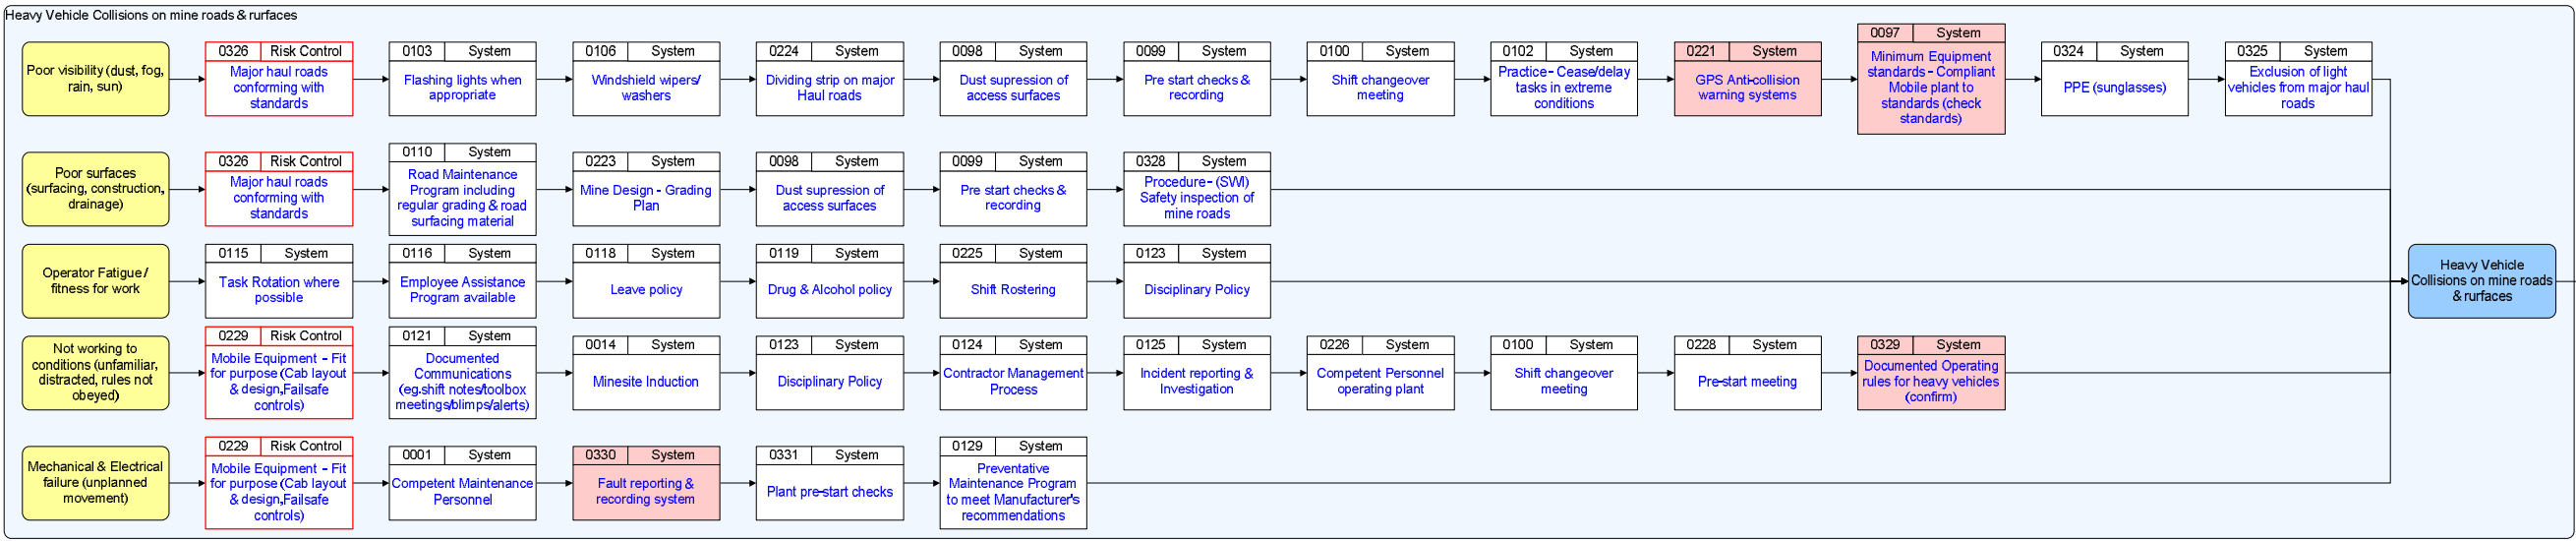 Heavy Vehicle Collisions on mine roads & rurfaces
Poor visibility (dust, fog,
rain, sun)
0326 Risk Control
Major haul roads
conforming with
standards
0103 System
Flashing lights when
appropriate
0106 System
Windshield wipers/
washers
0224 System
Dividing strip on major
Haul roads
0098 System
Dust supression of
access surfaces
0099 System
Pre start checks &
recording
0100 System
Shift changeover
meeting
0102 System
Practice - Cease/delay
tasks in extreme
conditions
0221 System
GPS Anti-collision
warning systems
0097 System
Minimum Equipment
standards - Compliant
Mobile plant to
standards (check
standards)
0324 System
PPE (sunglasses)
0325 System
Exclusion of light
vehicles from major haul
roads
Poor surfaces
(surfacing, construction,
drainage)
0326 Risk Control
Major haul roads
conforming with
standards
0110 System
Road Maintenance
Program including
regular grading & road
surfacing material
0223 System
Mine Design - Grading
Plan
0098 System
Dust supression of
access surfaces
0099 System
Pre start checks &
recording
0328 System
Procedure - (SWI)
Safety inspection of
mine roads
Operator Fatigue /
fitness for work
0115 System
Task Rotation where
possible
0116 System
Employee Assistance
Program available
0118 System
Leave policy
0119 System
Drug & Alcohol policy
0225 System
Shift Rostering
0123 System
Disciplinary Policy
Heavy Vehicle
Collisions on mine roads
& rurfaces
Not working to
conditions (unfamiliar,
distracted, rules not
obeyed)
0229 Risk Control
Mobile Equipment - Fit
for purpose (Cab layout
& design,Failsafe
controls)
0121 System
Documented
Communications
(eg.shift notes/toolbox
meetings/blimps/alerts)
0014 System
Minesite Induction
0123 System
Disciplinary Policy
0124 System
Contractor Management
Process
0125 System
Incident reporting &
Investigation
0226 System
Competent Personnel
operating plant
0100 System
Shift changeover
meeting
0228 System
Pre-start meeting
0329 System
Documented Operating
rules for heavy vehicles
(confirm)
Mechanical & Electrical
failure (unplanned
movement)
0229 Risk Control
Mobile Equipment - Fit
for purpose (Cab layout
& design,Failsafe
controls)
0001 System
Competent Maintenance
Personnel
0330 System
Fault reporting &
recording system
0331 System
Plant pre-start checks
0129 System
Preventative
Maintenance Program
to meet Manufacturer's
recommendations